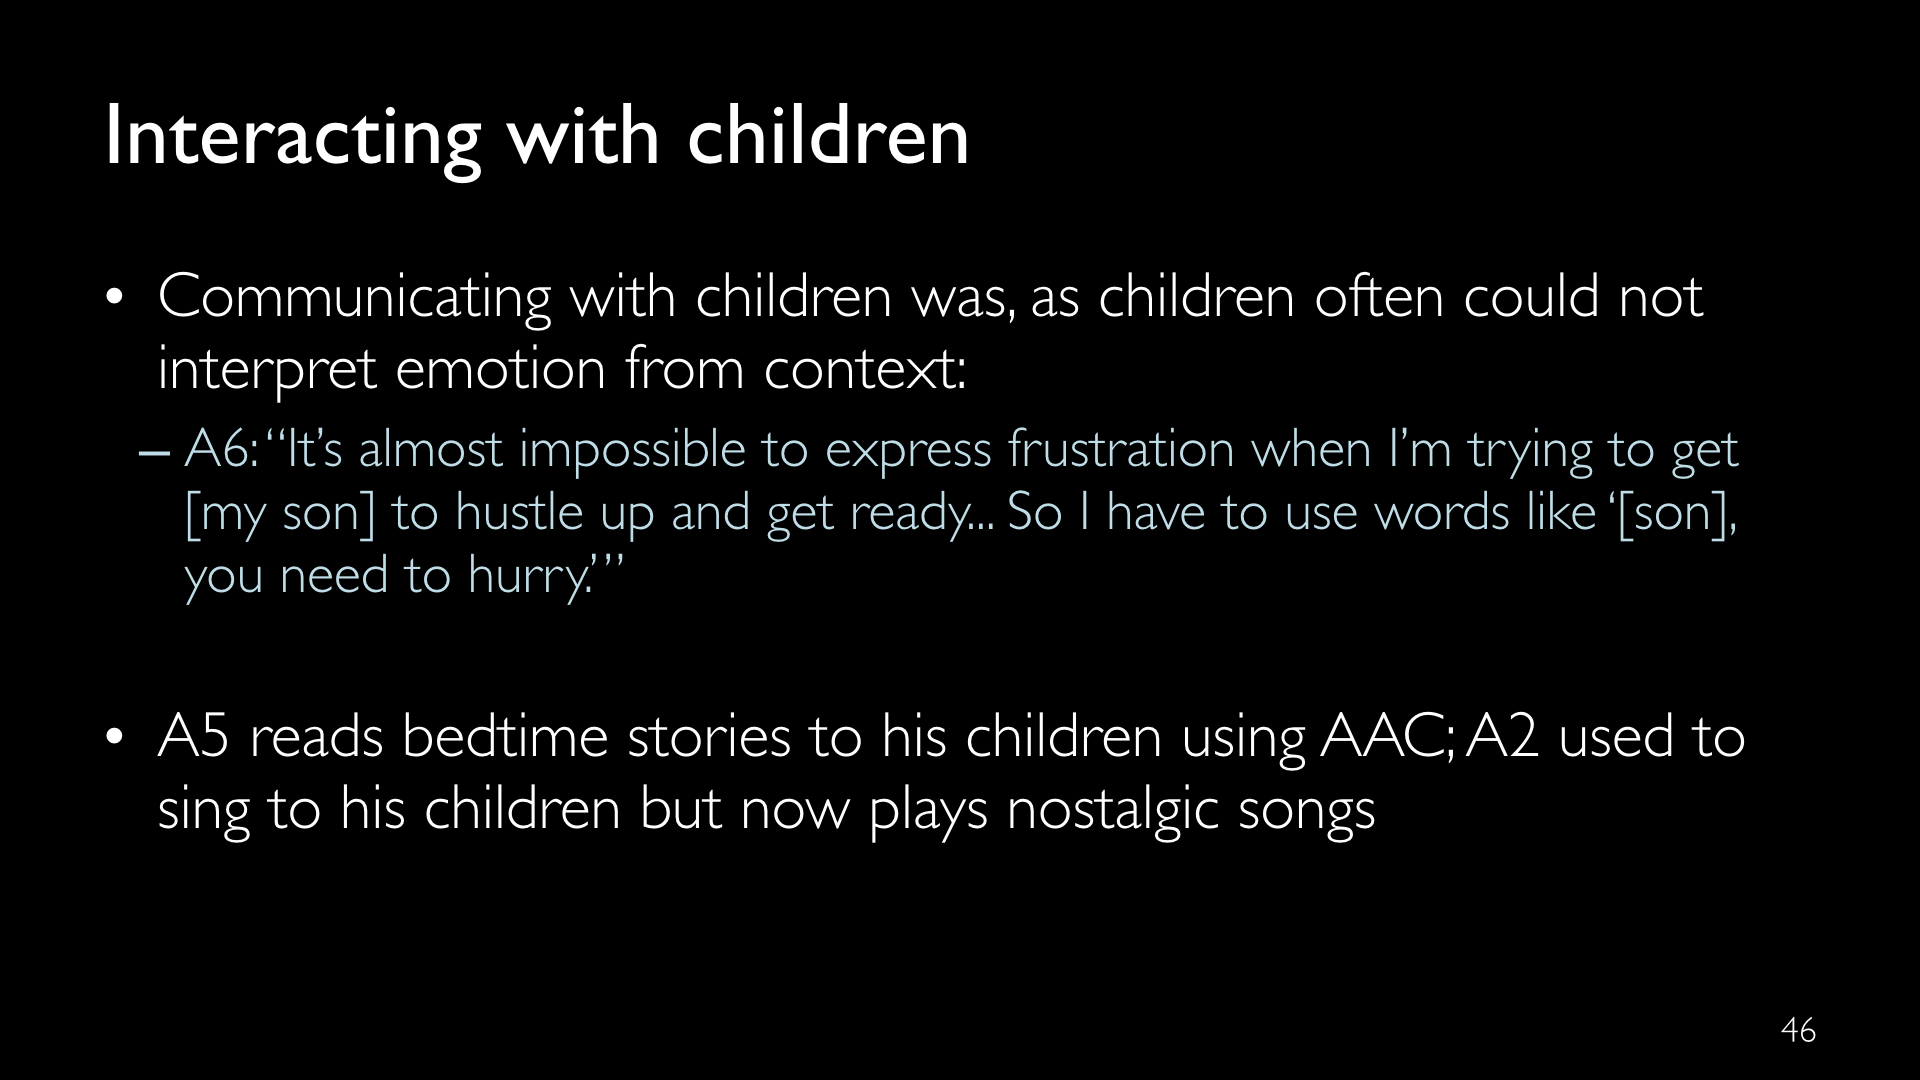 Interacting with children
• Communicating with children was, as children often could not
interpret emotion from context:
– A6: “It’s almost impossible to express frustration when I’m trying to get
[my son] to hustle up and get ready... So I have to use words like ‘[son],
you need to hurry.’”
• A5 reads bedtime stories to his children using AAC; A2 used to
sing to his children but now plays nostalgic songs
46